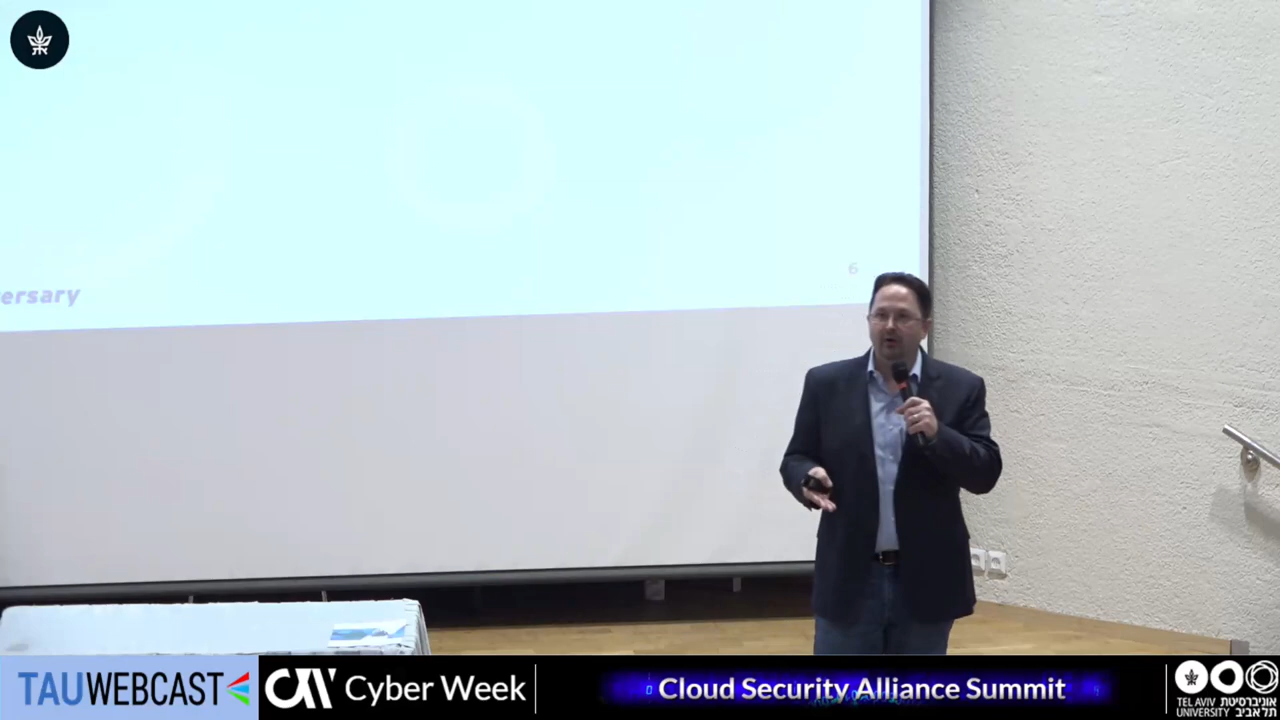 ersary
6
TAUWEBCAST
Cyber Week
Cloud Security Alliance Summit
TEL AVIV אוניברסיטת
UNIVERSITY תל אביב